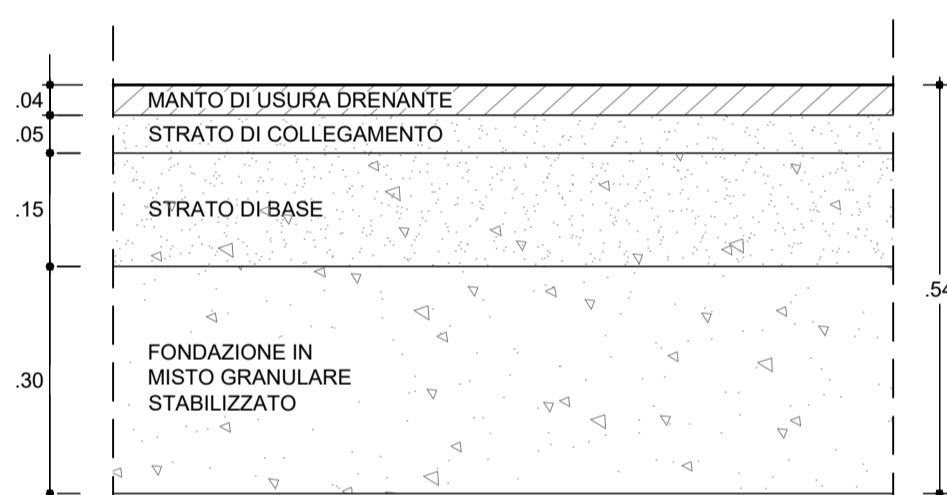 .04
MANTO DI USURA DRENANTE
.05
STRATO DI COLLEGAMENTO
.15
STRATO DI BASE
.54
.30
FONDAZIONE IN
MISTO GRANULARE
STABILIZZATO